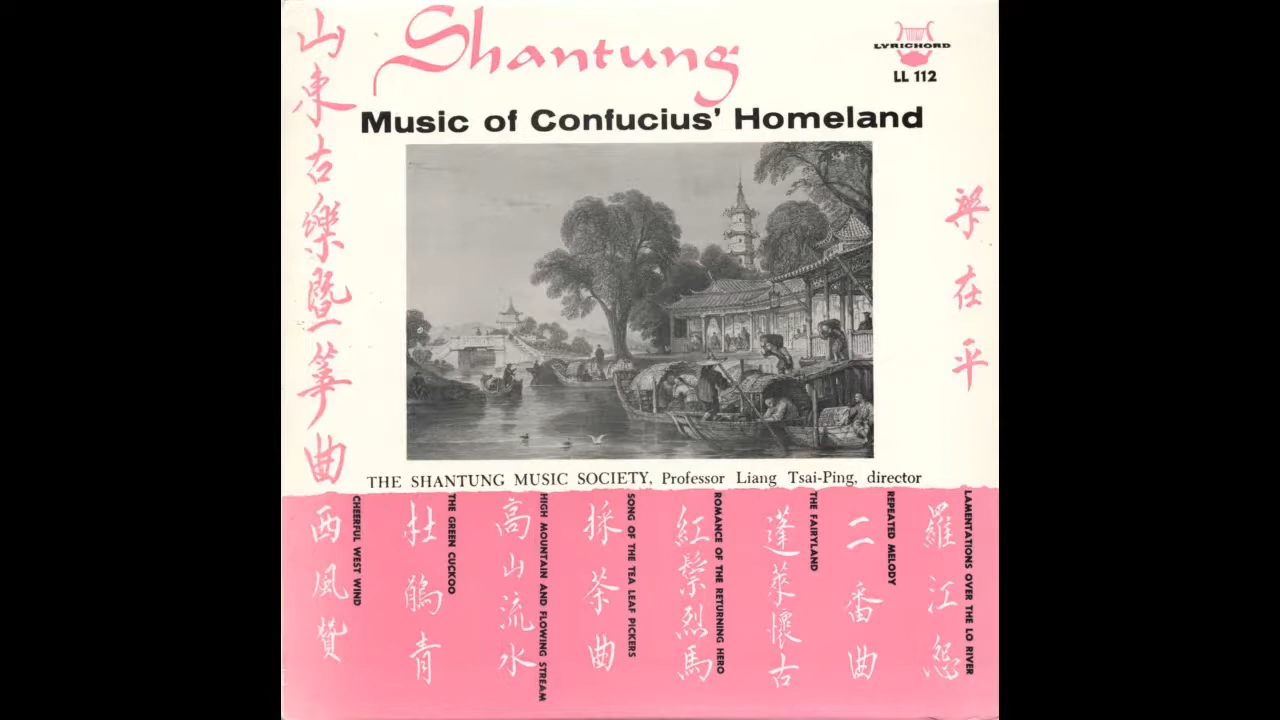 Shantung
LYRICHORD
LL 112
Music of Confucius' Homeland
山東古樂暨箏曲
梁在平
THE SHANTUNG MUSIC SOCIETY, Professor Liang Tsai-Ping, director
LAMENTATIONS OVER THE LO RIVER
羅江怨
REPEATED MELODY
二番曲
THE FAIRYLAND
蓬萊懷古
ROMANCE OF THE RETURNING HERO
紅鬃烈馬
SONG OF THE TEA LEAF PICKERS
採茶曲
HIGH MOUNTAIN AND FLOWING STREAM
高山流水
THE GREEN CUCKOO
杜鵑青
CHEERFUL WEST WIND
西風贊